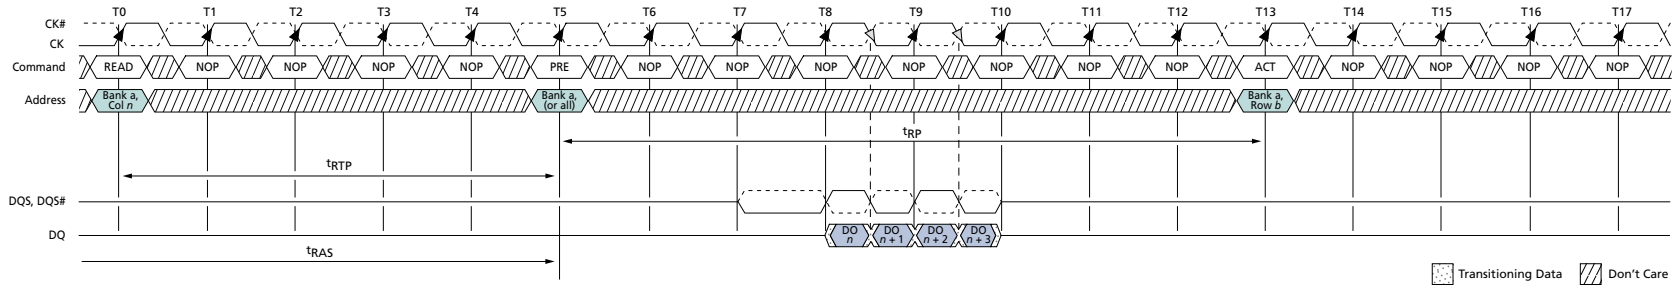 T0 T1 T2 T3 T4 T5 T6 T7 T8 T9 T10 T11 T12 T13 T14 T15 T16 T17
CK#
CK
Command READ NOP NOP NOP NOP PRE NOP NOP NOP NOP NOP NOP NOP ACT NOP NOP NOP NOP
Address Bank a, Col n Bank a, (or all) Bank a, Row b
tRP
tRTP
DQS, DQS#
DQ DO n DO n + 1 DO n + 2 DO n + 3
tRAS
Transitioning Data Don't Care